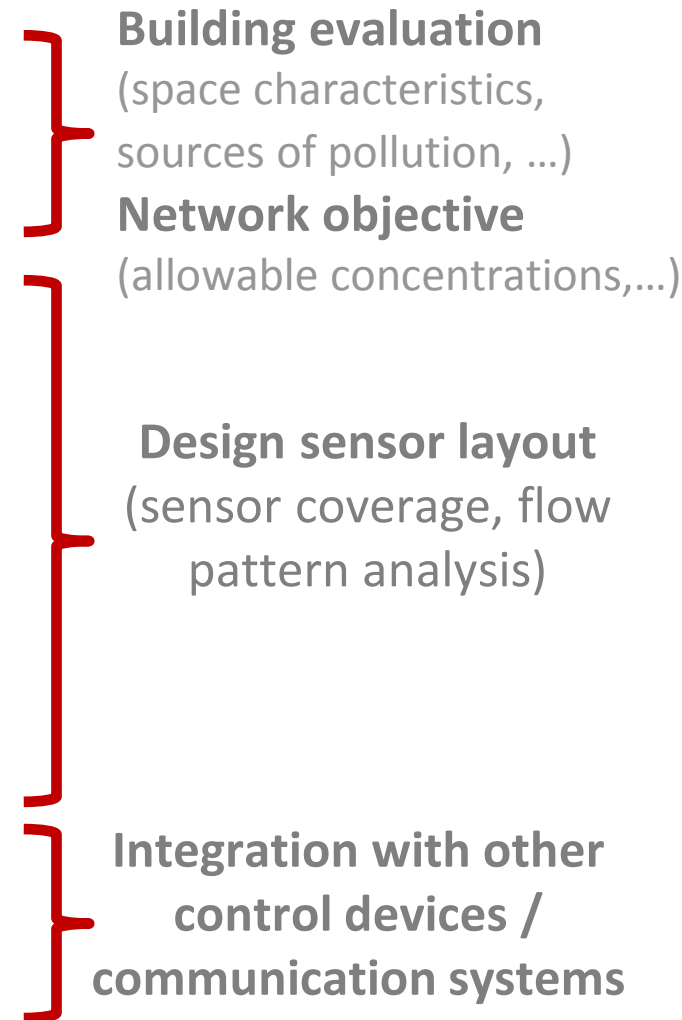 Building evaluation
(space characteristics,
sources of pollution, …)
Network objective
(allowable concentrations,…)
Design sensor layout
(sensor coverage, flow
pattern analysis)
Integration with other
control devices /
communication systems